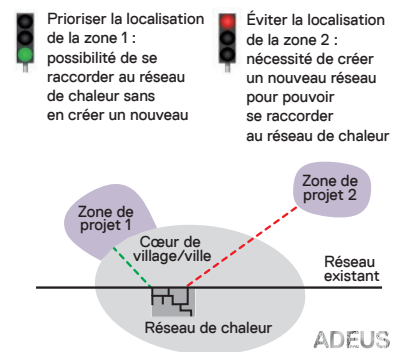 Prioriser la localisation
de la zone 1 :
possibilité de se
raccorder au réseau
de chaleur sans
en créer un nouveau
Éviter la localisation
de la zone 2 :
nécessité de créer
un nouveau réseau
pour pouvoir
se raccorder
au réseau de chaleur
Zone de
projet 2
Zone de
projet 1
Cœur de
village/ville
Réseau
existant
Réseau de chaleur
ADEUS